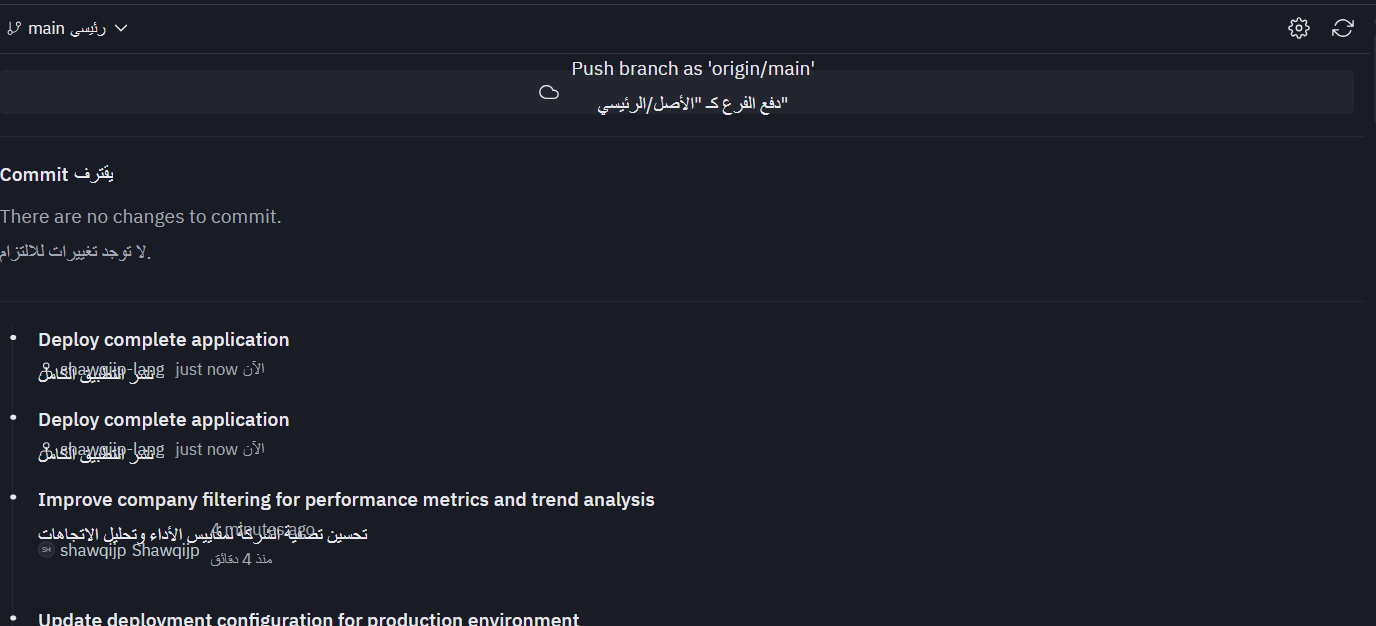 main رئيسي
Push branch as 'origin/main'
دفع الفرع كـ "الأصل/الرئيسي"
Commit يقترف
There are no changes to commit.
لا توجد تغييرات للالتزام.
Deploy complete application
shawqijp-lang just now الآن
نشر التطبيق الكامل
Deploy complete application
shawqijp-lang just now الآن
نشر التطبيق الكامل
Improve company filtering for performance metrics and trend analysis
4 minutes ago
تحسين تصفية الشركة لمقاييس الأداء وتحليل الاتجاهات
SH shawqijp Shawqijp
منذ 4 دقائق
Update deployment configuration for production environment